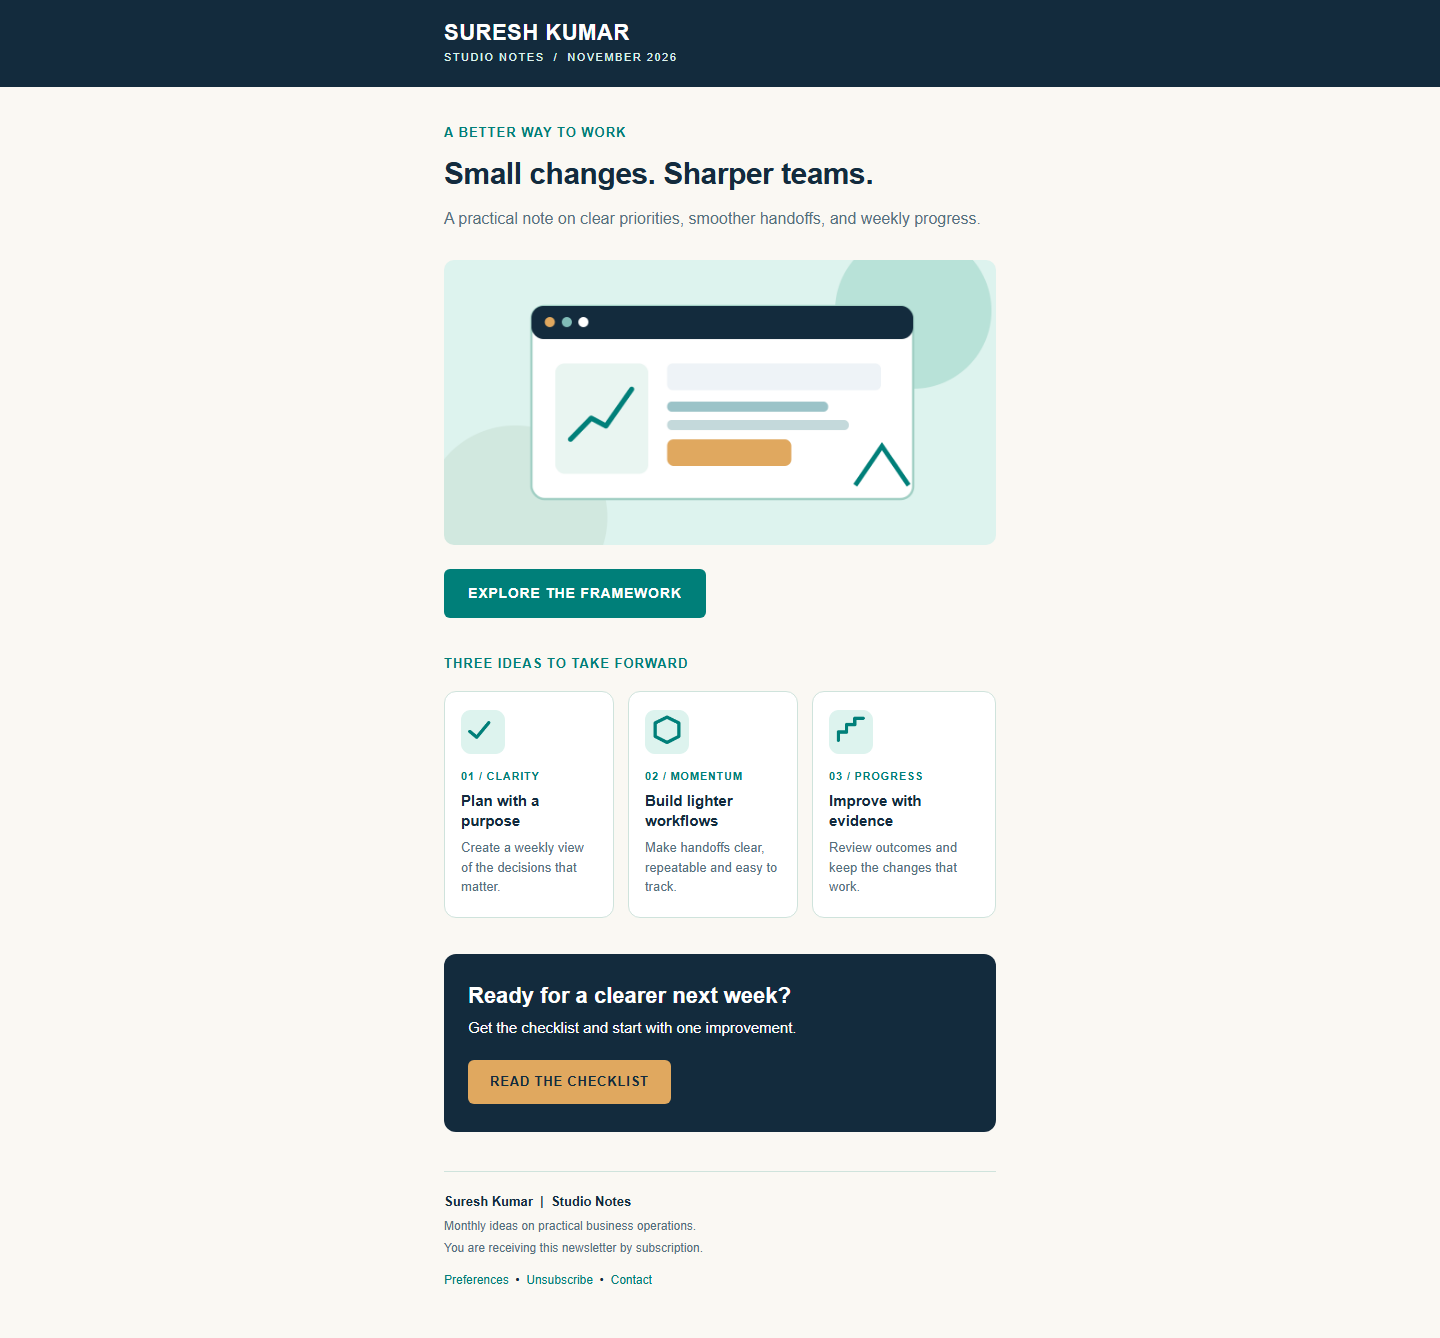 SURESH KUMAR
STUDIO NOTES / NOVEMBER 2026
A BETTER WAY TO WORK
Small changes. Sharper teams.
A practical note on clear priorities, smoother handoffs, and weekly progress.
EXPLORE THE FRAMEWORK
THREE IDEAS TO TAKE FORWARD
01 / CLARITY
Plan with a
purpose
Create a weekly view
of the decisions that
matter.
02 / MOMENTUM
Build lighter
workflows
Make handoffs clear,
repeatable and easy to
track.
03 / PROGRESS
Improve with
evidence
Review outcomes and
keep the changes that
work.
Ready for a clearer next week?
Get the checklist and start with one improvement.
READ THE CHECKLIST
Suresh Kumar | Studio Notes
Monthly ideas on practical business operations.
You are receiving this newsletter by subscription.
Preferences • Unsubscribe • Contact